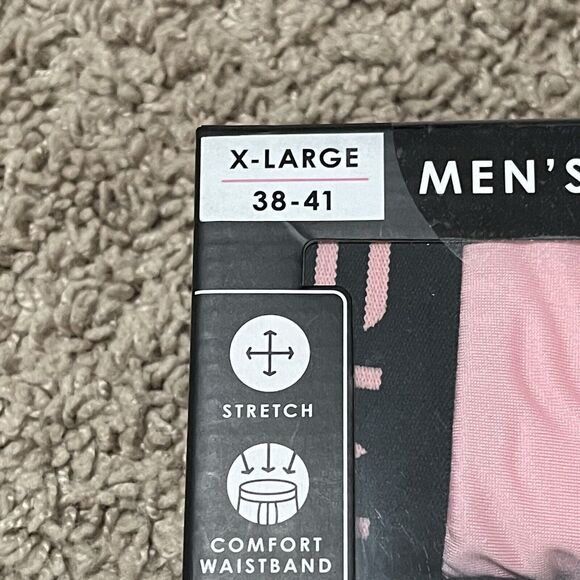 X-LARGE
38-41
MEN'S
STRETCH
COMFORT
WAISTBAND